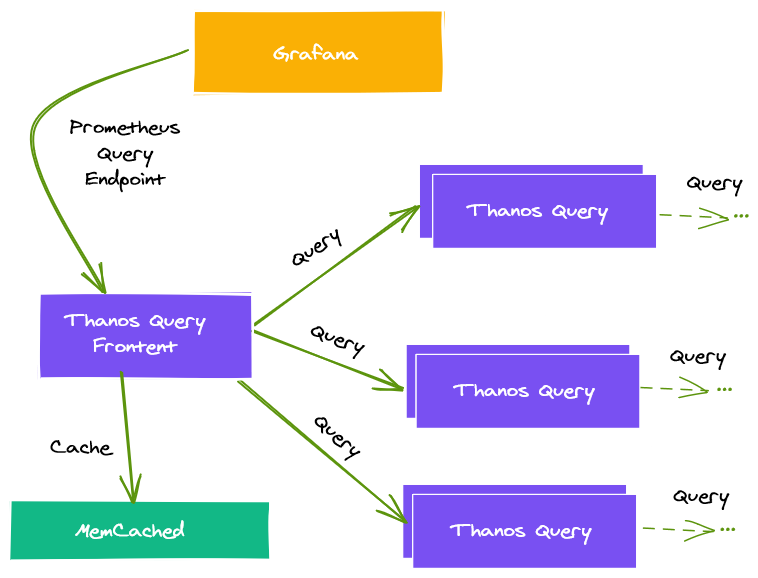 Grafana
Prometheus
Query
Endpoint
Query
Thanos Query
Query
...
Thanos Query
Frontent
Query
Thanos Query
Query
...
Cache
Query
MemCached
Thanos Query
Query
...